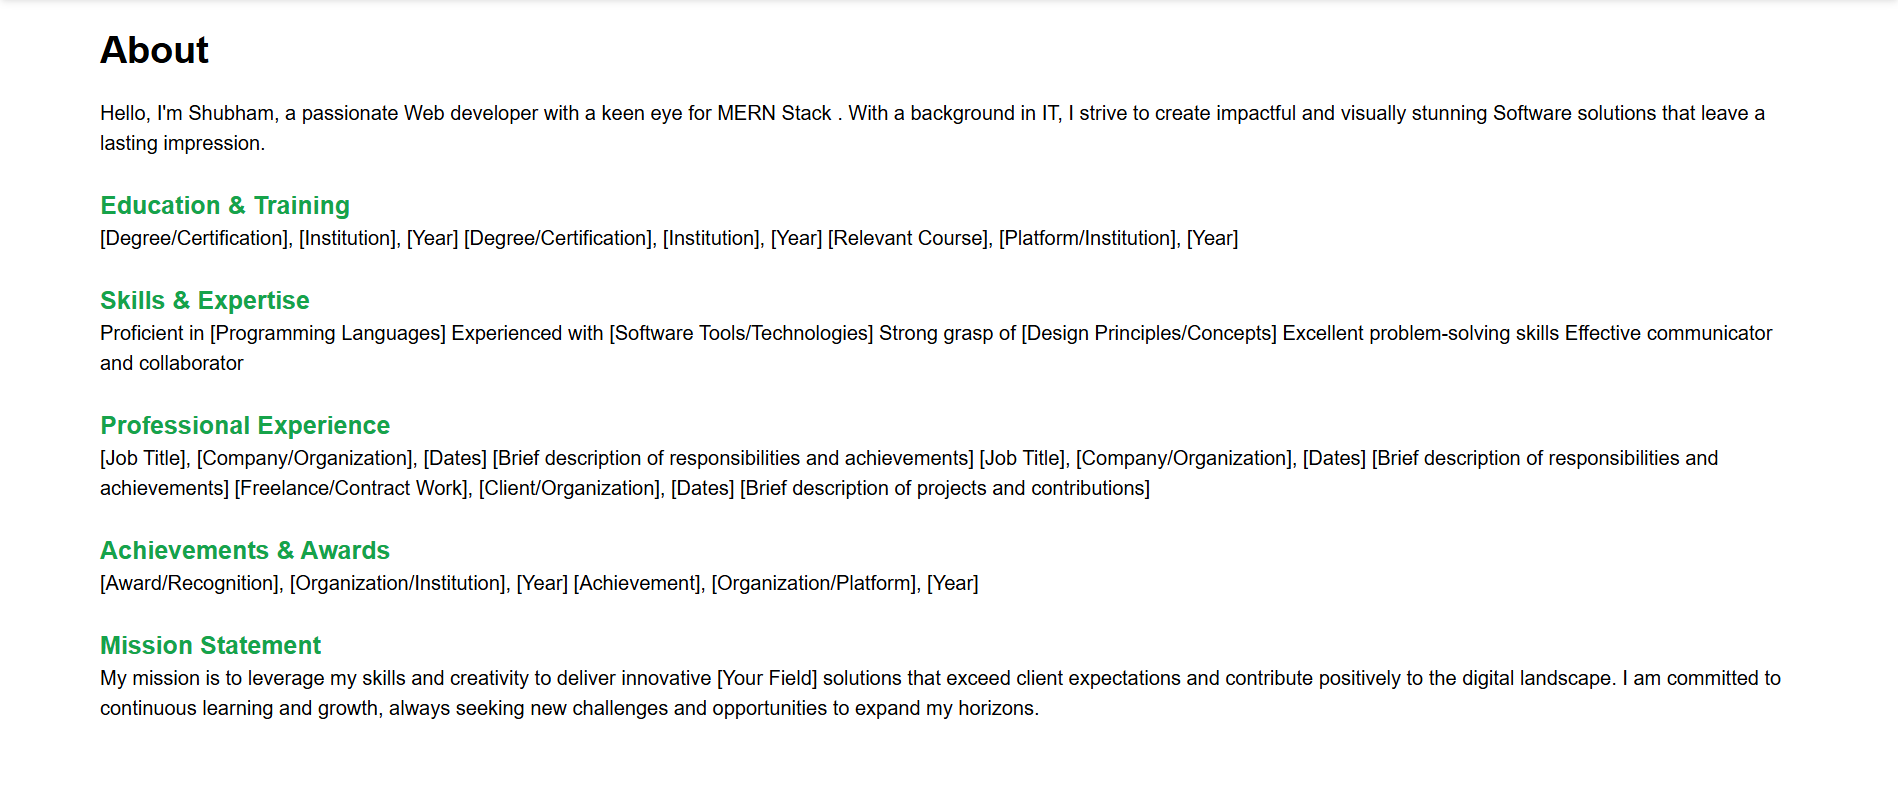 About
Hello, I'm Shubham, a passionate Web developer with a keen eye for MERN Stack . With a background in IT, I strive to create impactful and visually stunning Software solutions that leave a
lasting impression.
Education & Training
[Degree/Certification], [Institution], [Year] [Degree/Certification], [Institution], [Year] [Relevant Course], [Platform/Institution], [Year]
Skills & Expertise
Proficient in [Programming Languages] Experienced with [Software Tools/Technologies] Strong grasp of [Design Principles/Concepts] Excellent problem-solving skills Effective communicator
and collaborator
Professional Experience
[Job Title], [Company/Organization], [Dates] [Brief description of responsibilities and achievements] [Job Title], [Company/Organization], [Dates] [Brief description of responsibilities and
achievements] [Freelance/Contract Work], [Client/Organization], [Dates] [Brief description of projects and contributions]
Achievements & Awards
[Award/Recognition], [Organization/Institution], [Year] [Achievement], [Organization/Platform], [Year]
Mission Statement
My mission is to leverage my skills and creativity to deliver innovative [Your Field] solutions that exceed client expectations and contribute positively to the digital landscape. I am committed to
continuous learning and growth, always seeking new challenges and opportunities to expand my horizons.